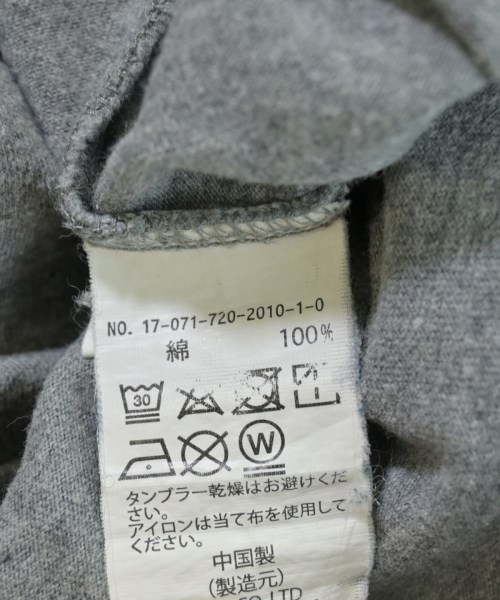 NO. 17-071-720-2010-1-0
綿 100%
30
W
タンブラー乾燥はお避けくだ
さい。
アイロンは当て布を使用して
ください。
中国製
(製造元)
CO.,LTD